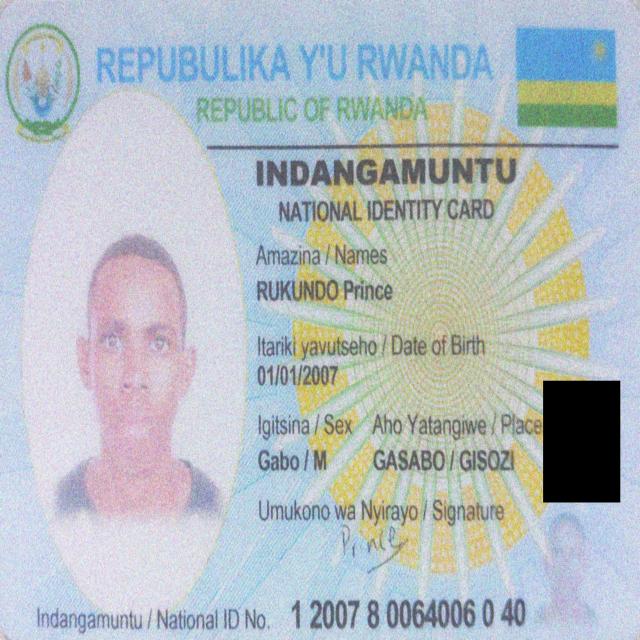 REPUBULIKA Y'U RWANDA
REPUBLIC OF RWANDA
INDANGAMUNTU
NATIONAL IDENTITY CARD
Amazina / Names
RUKUNDO Prince
Itariki yavutseho / Date of Birth
01/01/2007
Igitsina / Sex Aho Yatangiwe / Place
Gabo / M GASABO / GISOZI
Umukono wa Nyirayo / Signature
Prince
Indangamuntu / National ID No. 1 2007 8 0064006 0 40